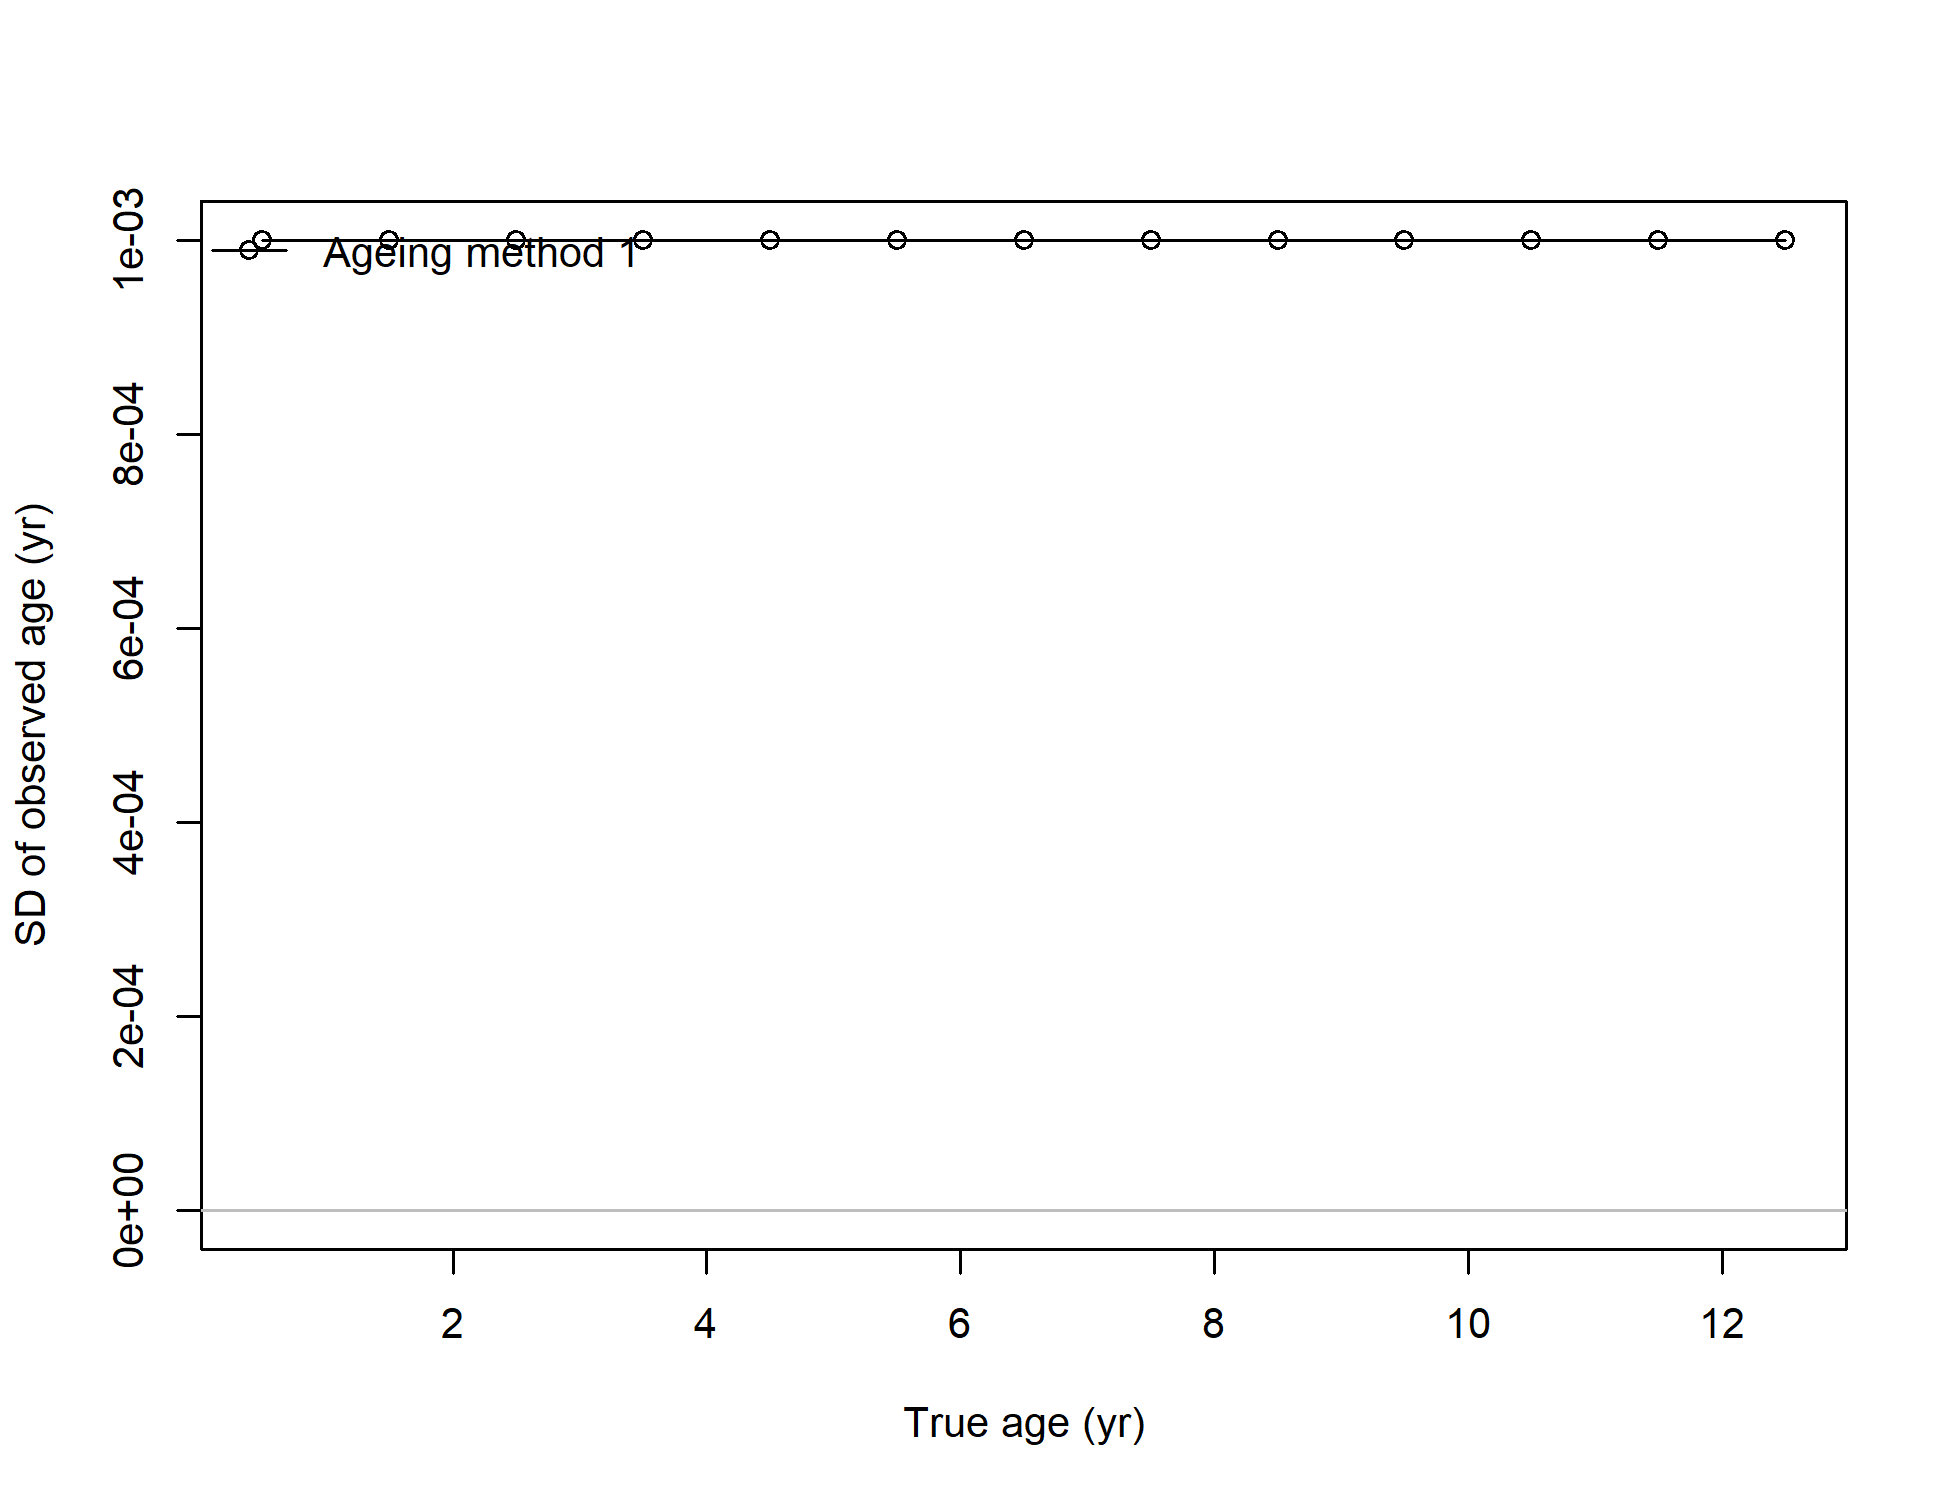 Ageing method 1
1e-03
8e-04
6e-04
4e-04
2e-04
0e+00
SD of observed age (yr)
2 4 6 8 10 12
True age (yr)